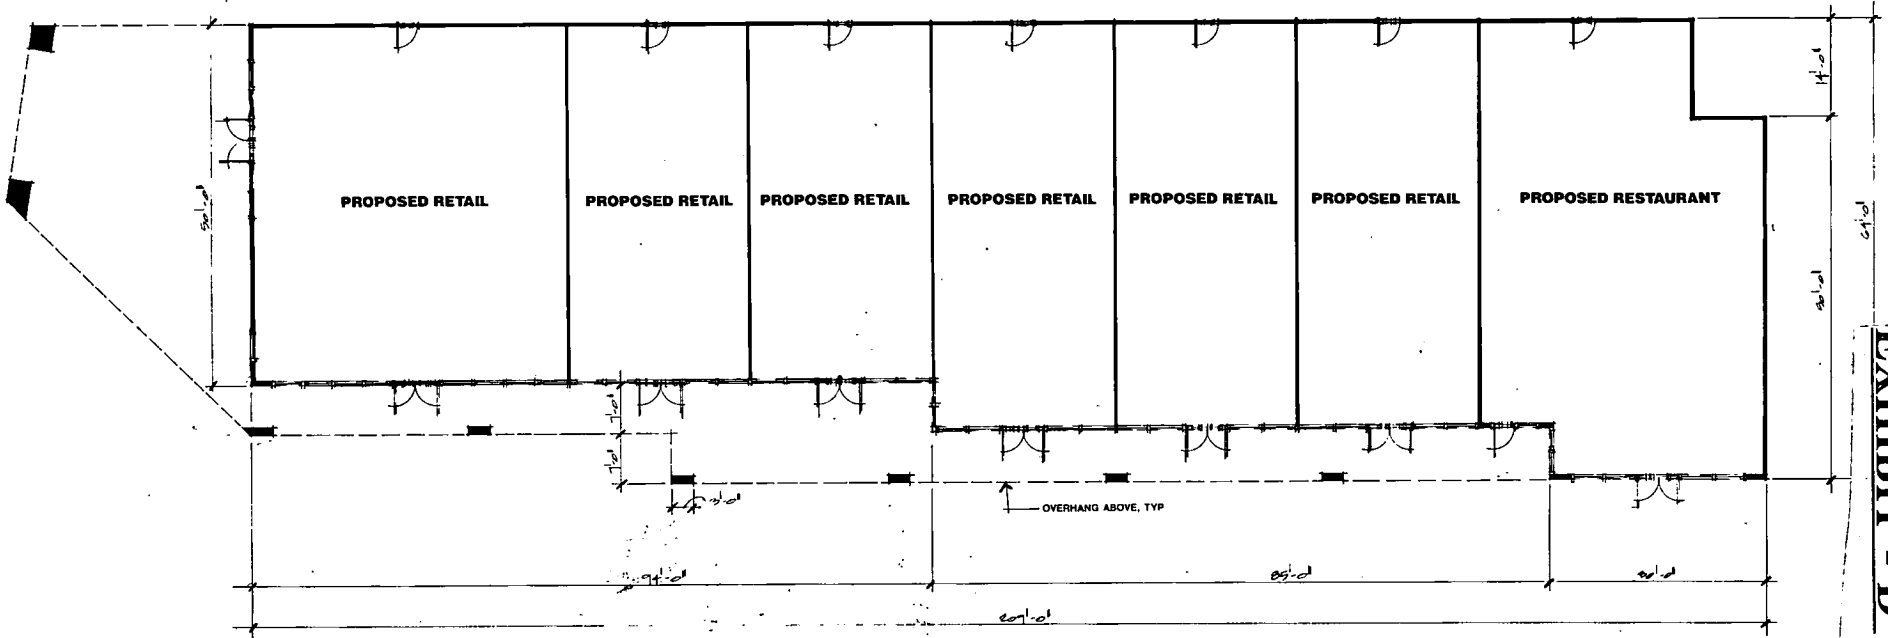 PROPOSED RETAIL
PROPOSED RETAIL
PROPOSED RETAIL
PROPOSED RETAIL
PROPOSED RETAIL
PROPOSED RETAIL
PROPOSED RESTAURANT
14'-0"
64'-0"
50'-0"
50'-0"
7'-0"
7'-0"
3'-0"
OVERHANG ABOVE, TYP
94'-0"
85'-0"
30'-0"
209'-0"
EXHIBIT - D